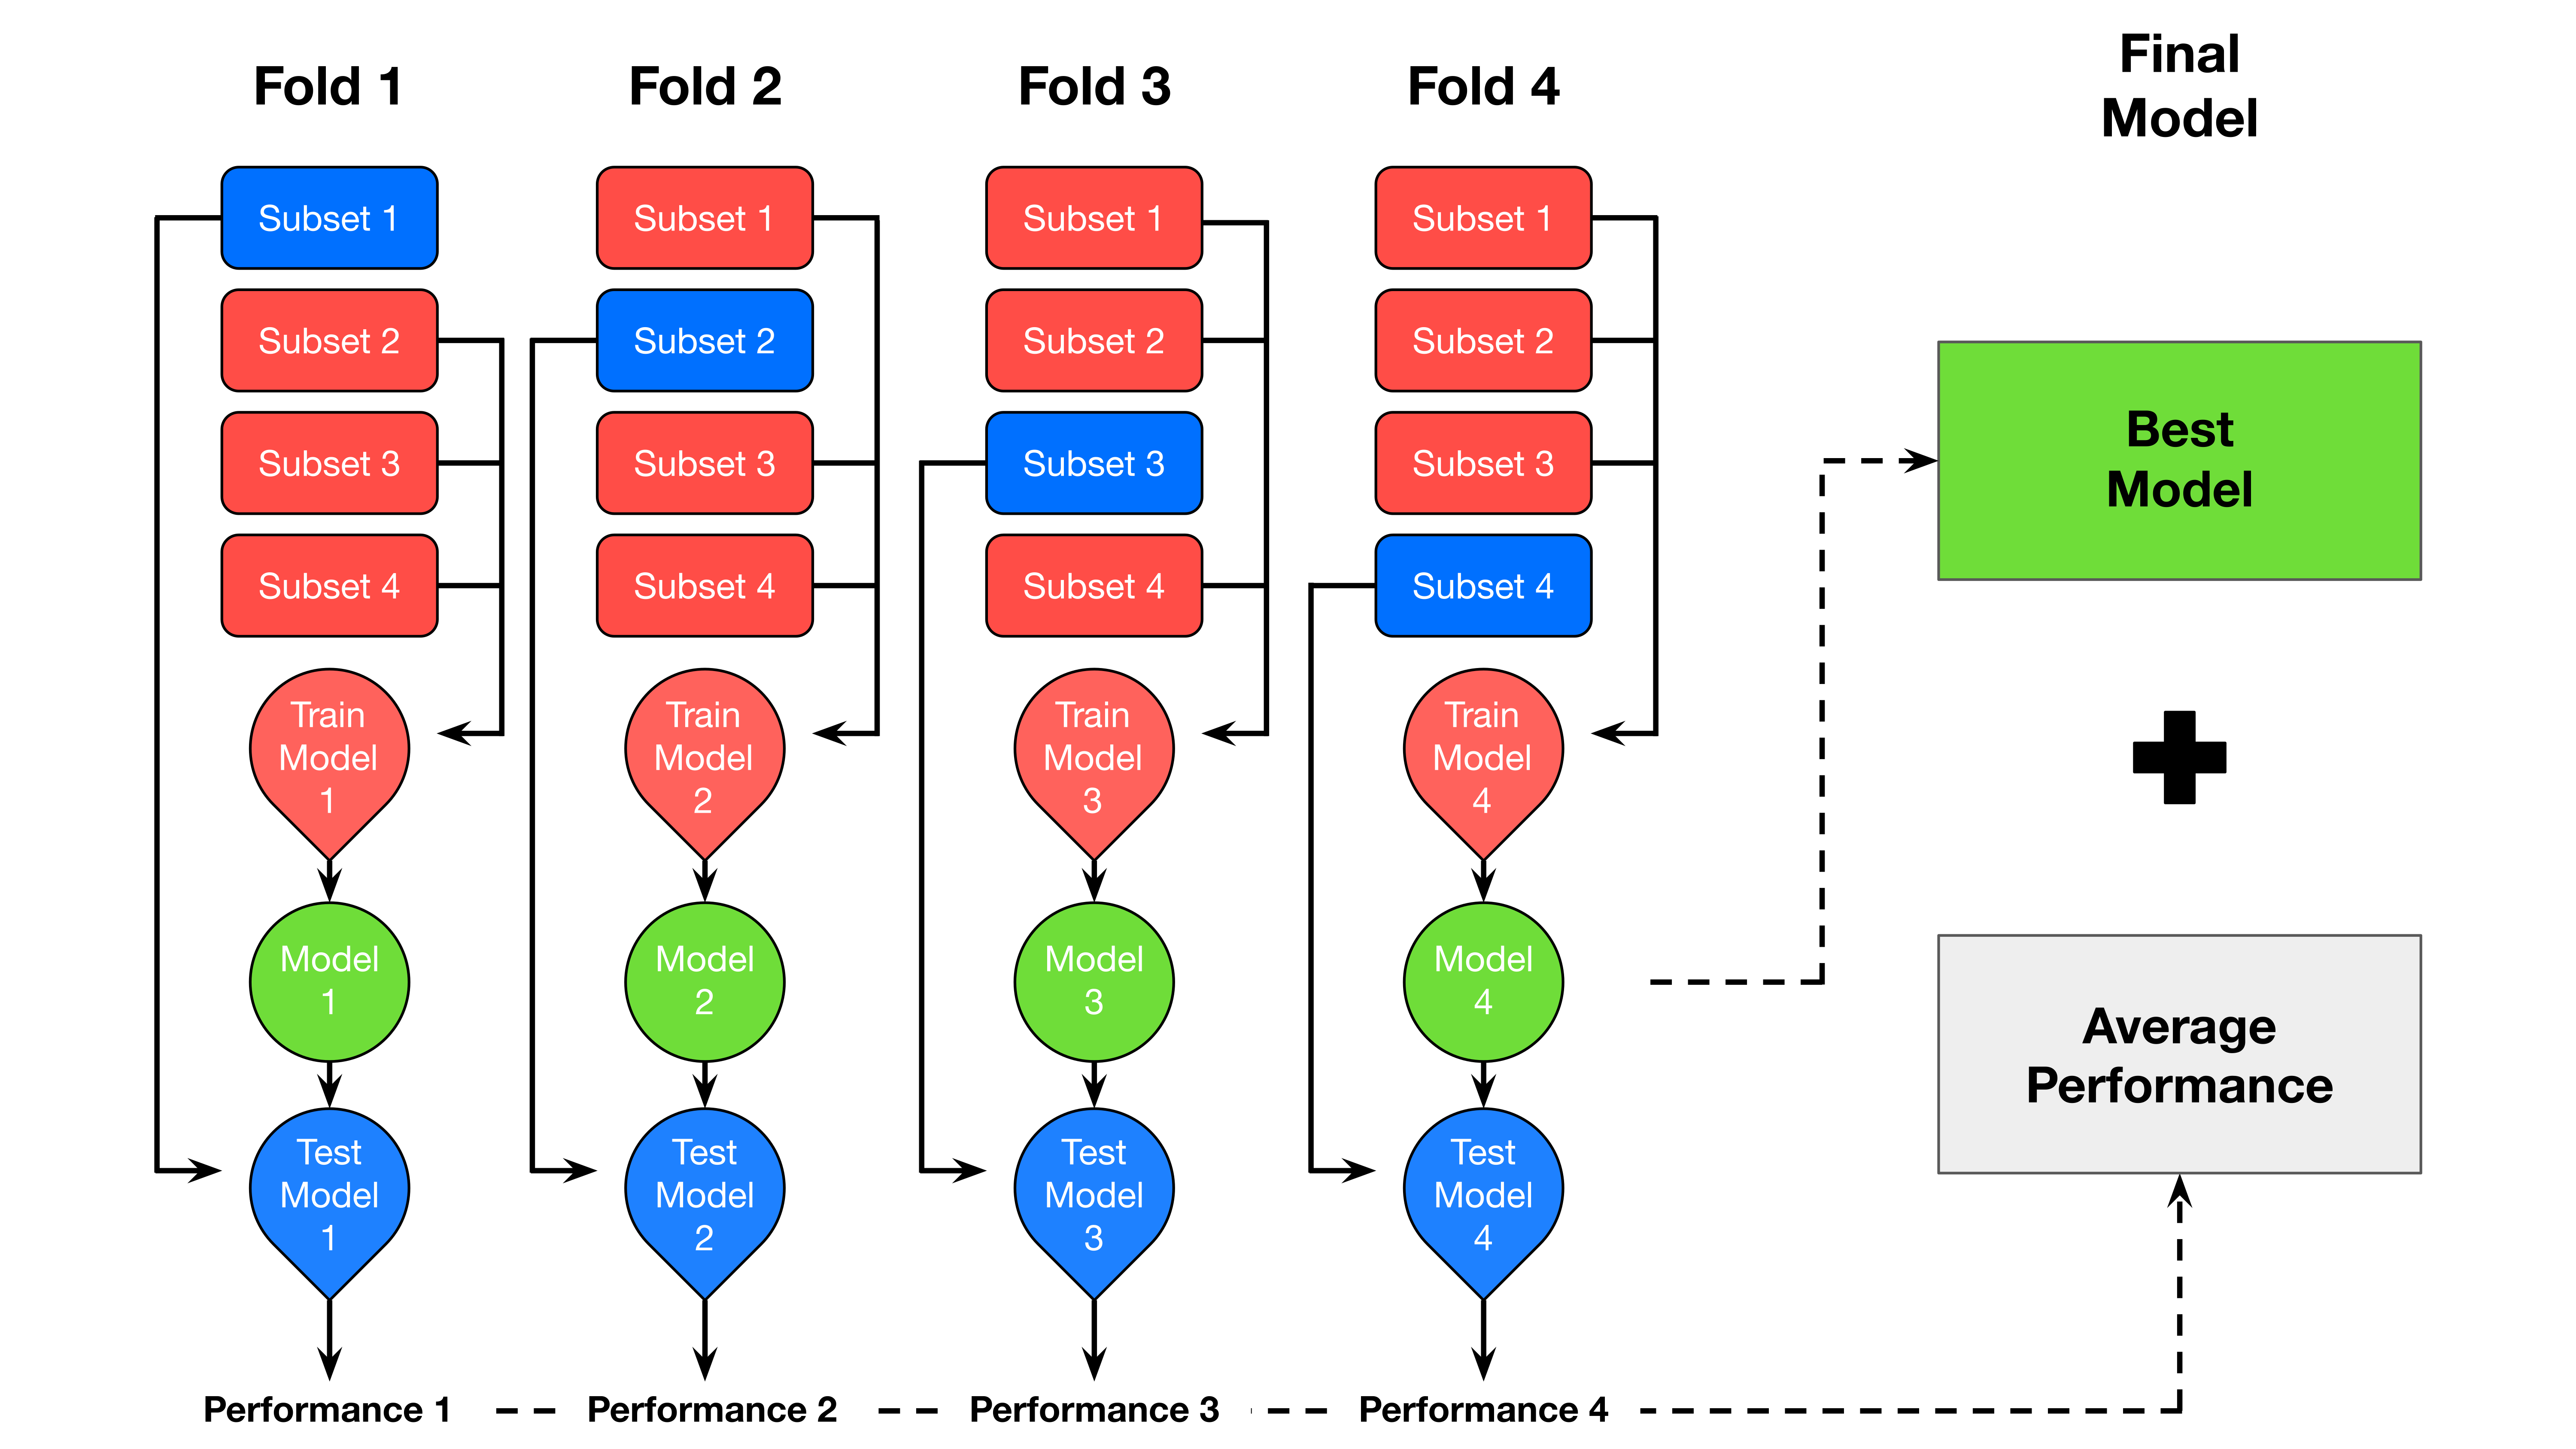 Fold 1
Fold 2
Fold 3
Fold 4
Final
Model
Subset 1
Subset 1
Subset 1
Subset 1
Subset 2
Subset 2
Subset 2
Subset 2
Subset 3
Subset 3
Subset 3
Subset 3
Subset 4
Subset 4
Subset 4
Subset 4
Best
Model
Train
Model
1
Train
Model
2
Train
Model
3
Train
Model
4
Model
1
Model
2
Model
3
Model
4
Average
Performance
Test
Model
1
Test
Model
2
Test
Model
3
Test
Model
4
Performance 1
Performance 2
Performance 3
Performance 4